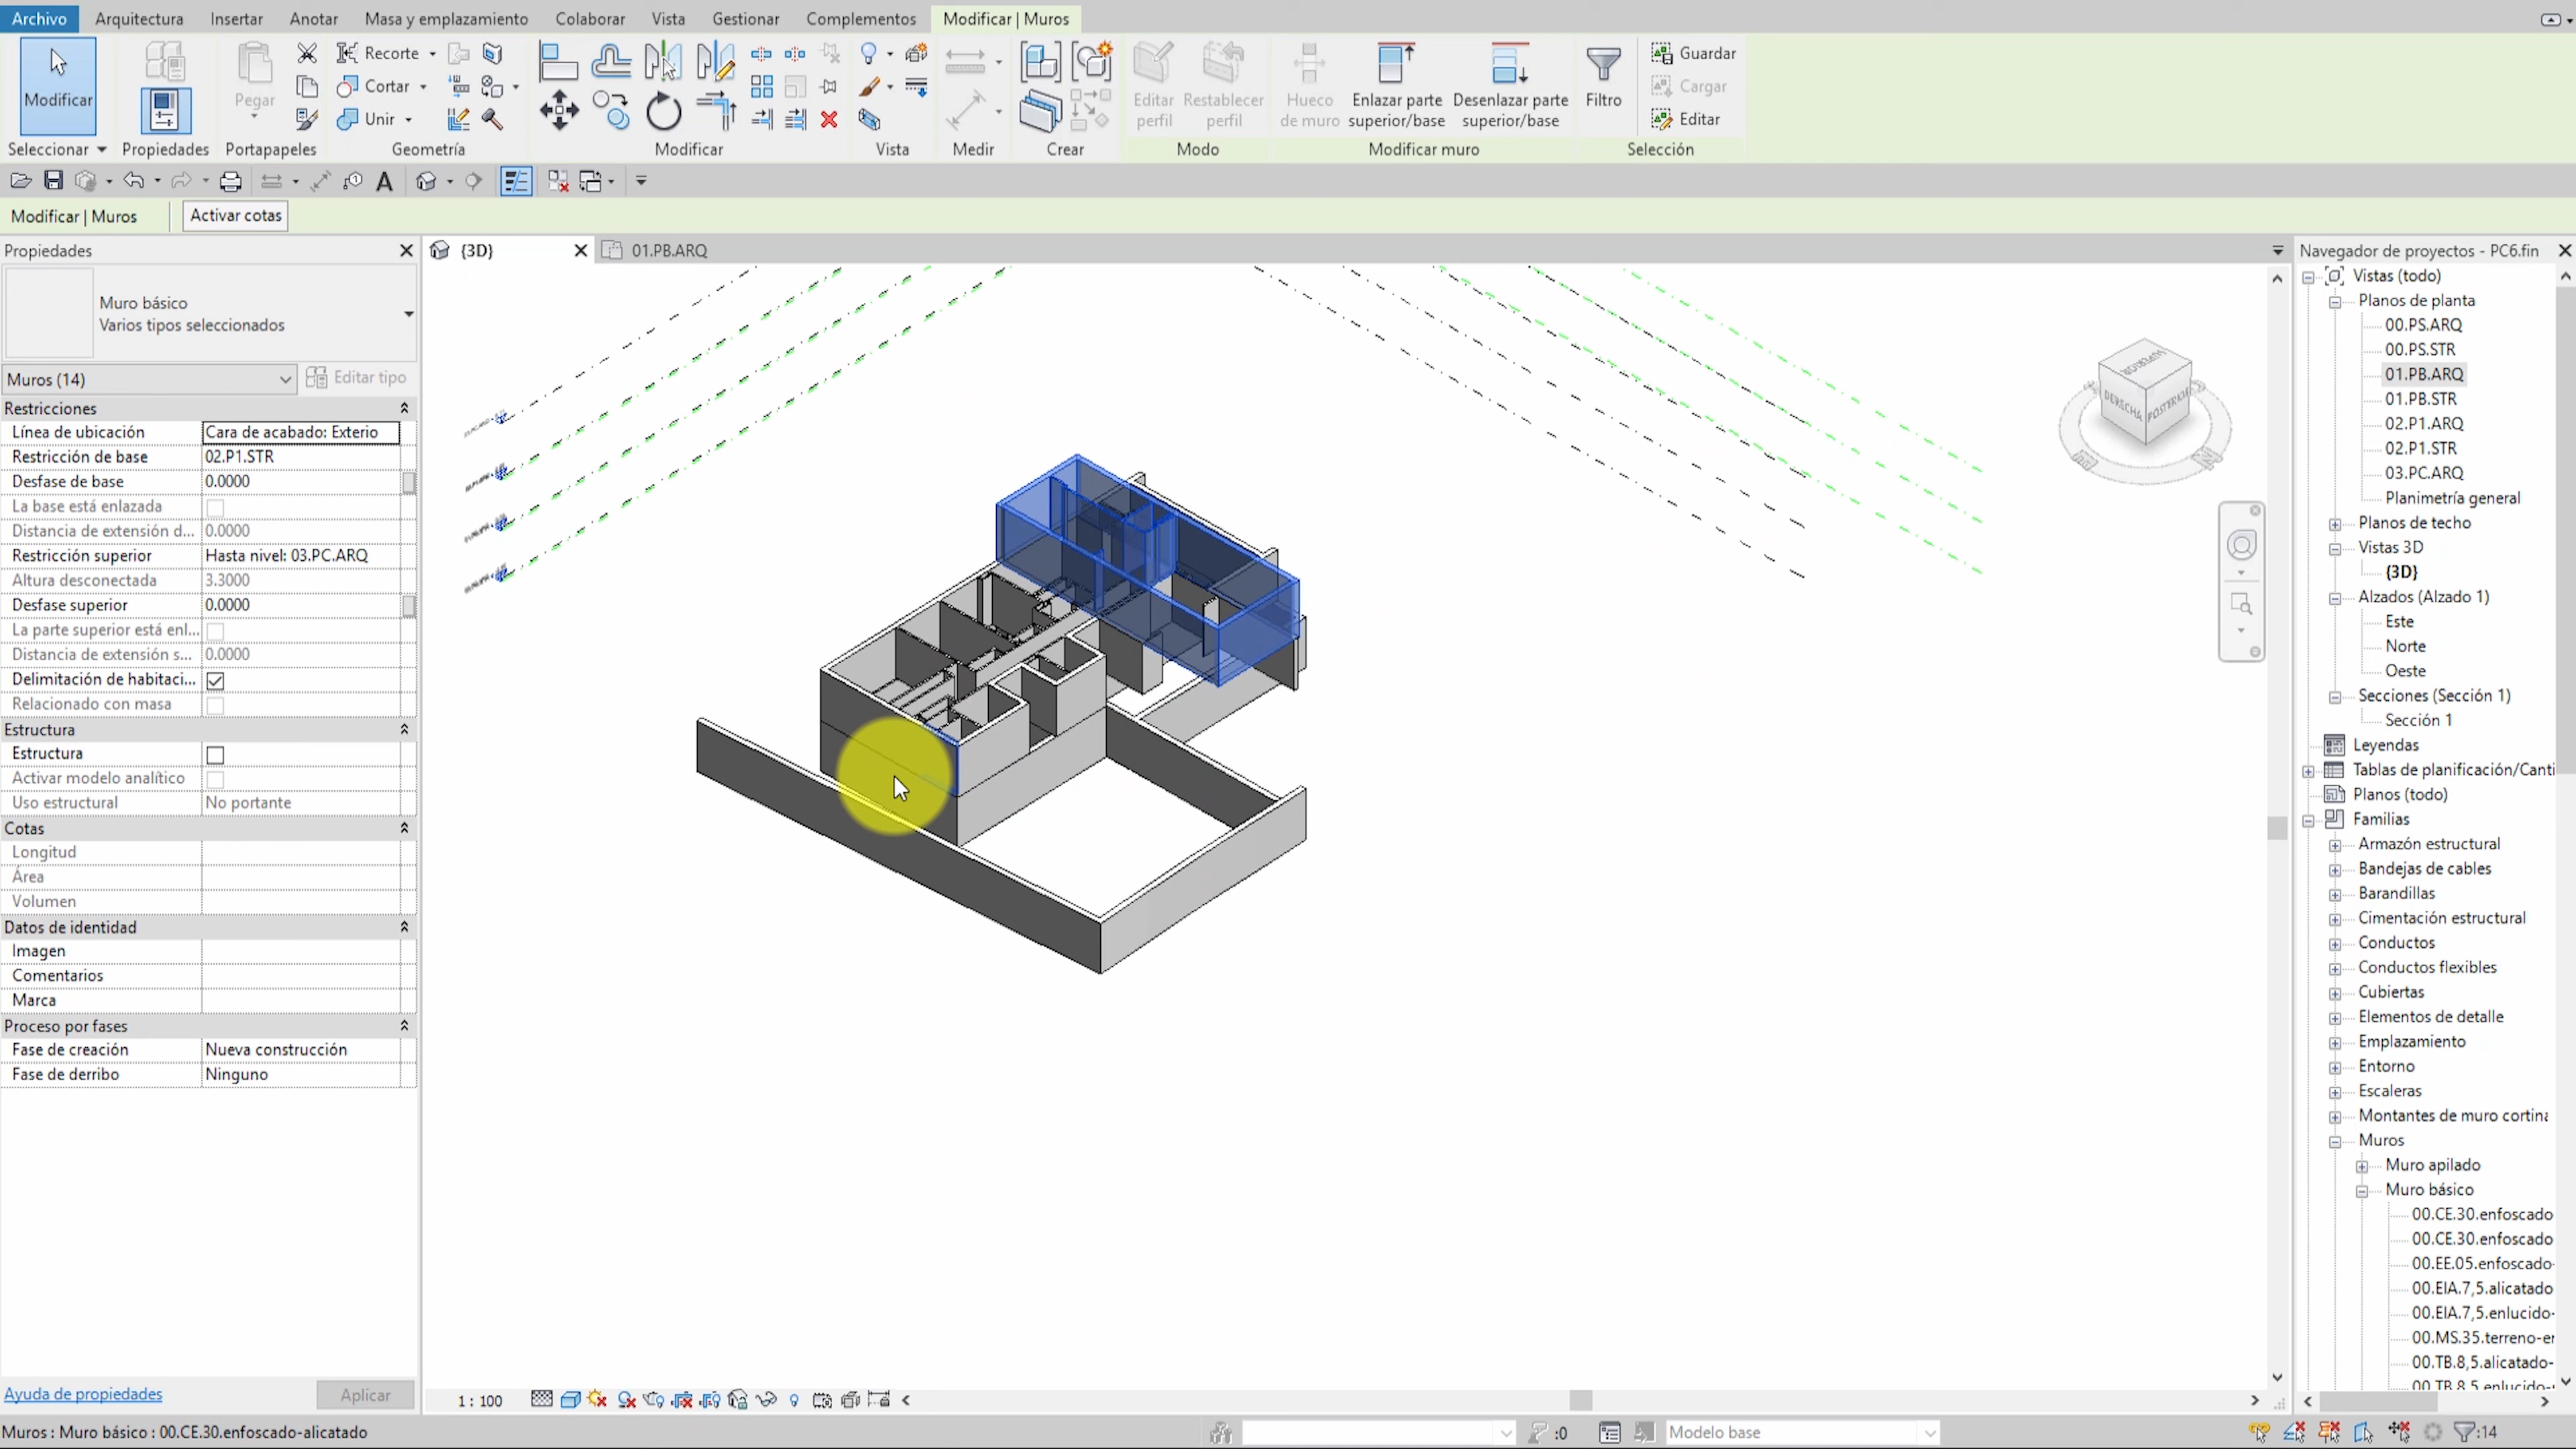 Archivo Arquitectura Insertar Anotar Masa y emplazamiento Colaborar Vista Gestionar Complementos Modificar | Muros
Modificar
Pegar
Recorte
Cortar
Unir
Editar perfil
Restablecer perfil
Hueco de muro
Enlazar parte superior/base
Desenlazar parte superior/base
Filtro
Guardar
Cargar
Editar
Seleccionar Propiedades Portapapeles Geometría Modificar Vista Medir Crear Modo Modificar muro Selección
Modificar | Muros Activar cotas
Propiedades
{3D}
01.PB.ARQ
Muro básico
Varios tipos seleccionados
Muros (14) Editar tipo
Restricciones
Línea de ubicación Cara de acabado: Exterio
Restricción de base 02.P1.STR
Desfase de base 0.0000
La base está enlazada
Distancia de extensión d... 0.0000
Restricción superior Hasta nivel: 03.PC.ARQ
Altura desconectada 3.3000
Desfase superior 0.0000
La parte superior está enl...
Distancia de extensión s... 0.0000
Delimitación de habitaci...
Relacionado con masa
Estructura
Estructura
Activar modelo analítico
Uso estructural No portante
Cotas
Longitud
Área
Volumen
Datos de identidad
Imagen
Comentarios
Marca
Proceso por fases
Fase de creación Nueva construcción
Fase de derribo Ninguno
Ayuda de propiedades Aplicar
SUPERIOR
DERECHA
POSTERIOR
N
Navegador de proyectos - PC6.fin
Vistas (todo)
Planos de planta
00.PS.ARQ
00.PS.STR
01.PB.ARQ
01.PB.STR
02.P1.ARQ
02.P1.STR
03.PC.ARQ
Planimetría general
Planos de techo
Vistas 3D
{3D}
Alzados (Alzado 1)
Este
Norte
Oeste
Secciones (Sección 1)
Sección 1
Leyendas
Tablas de planificación/Canti
Planos (todo)
Familias
Armazón estructural
Bandejas de cables
Barandillas
Cimentación estructural
Conductos
Conductos flexibles
Cubiertas
Elementos de detalle
Emplazamiento
Entorno
Escaleras
Montantes de muro cortina
Muros
Muro apilado
Muro básico
00.CE.30.enfoscado
00.CE.30.enfoscado
00.EE.05.enfoscado-
00.EIA.7,5.alicatado
00.EIA.7,5.enlucido-
00.MS.35.terreno-er
00.TB.8,5.alicatado-
00.TB.8,5.enlucido-
1 : 100
Muros : Muro básico : 00.CE.30.enfoscado-alicatado
:0
Modelo base
:14